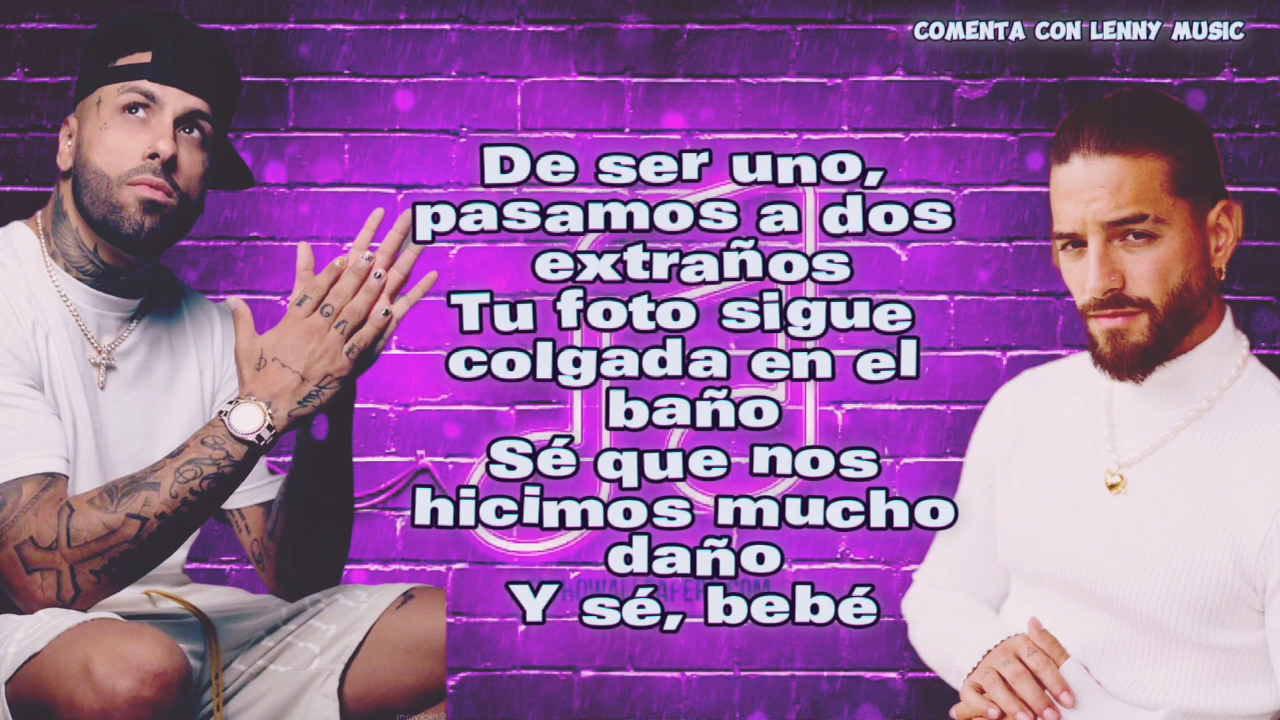 COMENTA CON LENNY MUSIC
De ser uno,
pasamos a dos
extraños
Tu foto sigue
colgada en el
baño
Sé que nos
hicimos mucho
daño
Y sé, bebé